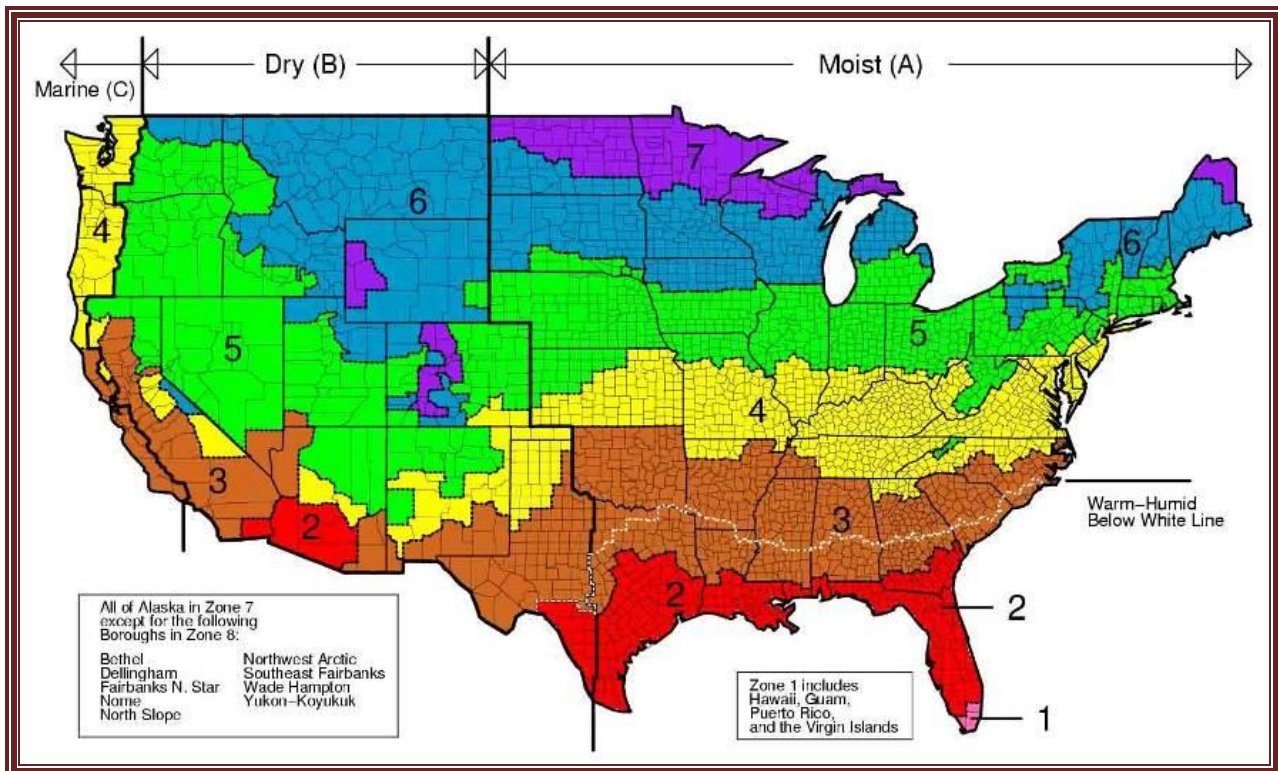 Marine (C)
Dry (B)
Moist (A)
7
6
4
6
5
5
4
3
3
Warm-Humid
Below White Line
2
2
2
1
All of Alaska in Zone 7
except for the following
Boroughs in Zone 8:
Bethel
Dellingham
Fairbanks N. Star
Nome
North Slope
Northwest Arctic
Southeast Fairbanks
Wade Hampton
Yukon-Koyukuk
Zone 1 includes
Hawaii, Guam,
Puerto Rico,
and the Virgin Islands